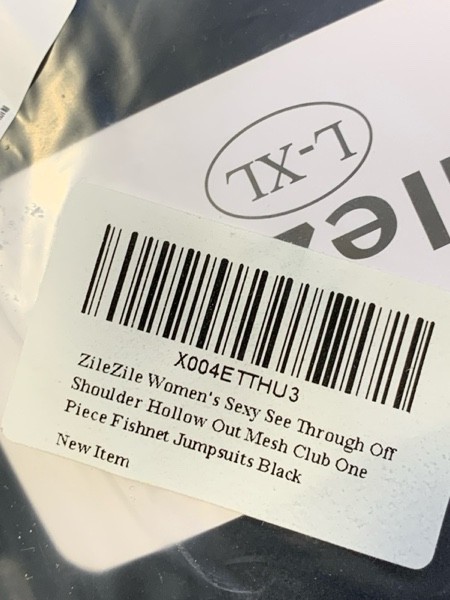 L-XL
X004ETTHU3
ZileZile Women's Sexy See Through Off
Shoulder Hollow Out Mesh Club One
Piece Fishnet Jumpsuits Black
New Item